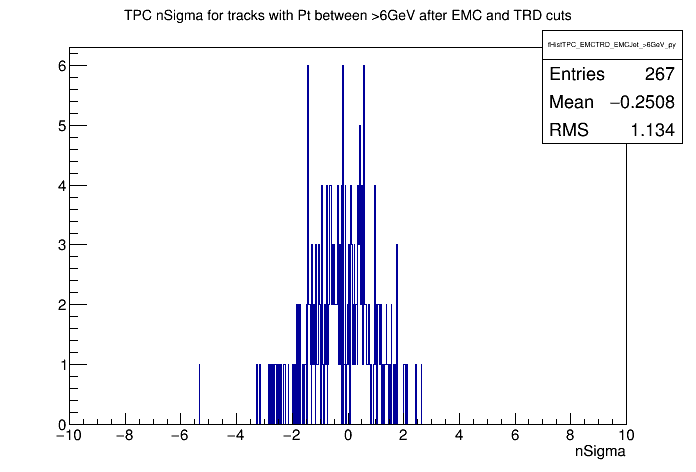 TPC nSigma for tracks with Pt between >6GeV after EMC and TRD cuts
fHistTPC_EMCTRD_EMCJet_>6GeV_py
Entries 267
Mean −0.2508
RMS 1.134
6
5
4
3
2
1
0
−10 −8 −6 −4 −2 0 2 4 6 8 10
nSigma